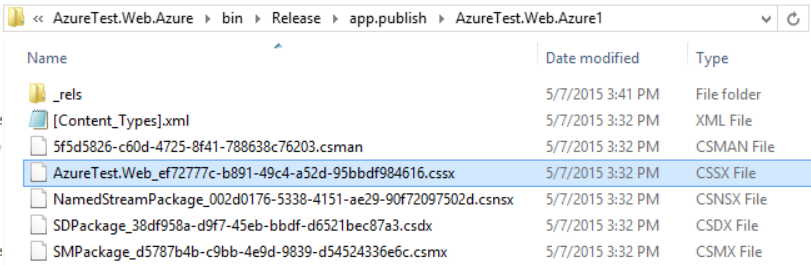 « AzureTest.Web.Azure ▸ bin ▸ Release ▸ app.publish ▸ AzureTest.Web.Azure1
Name Date modified Type
_rels 5/7/2015 3:41 PM File folder
[Content_Types].xml 5/7/2015 3:32 PM XML File
5f5d5826-c60d-4725-8f41-788638c76203.csman 5/7/2015 3:32 PM CSMAN File
AzureTest.Web_ef72777c-b891-49c4-a52d-95bbdf984616.cssx 5/7/2015 3:32 PM CSSX File
NamedStreamPackage_002d0176-5338-4151-ae29-90f72097502d.csnsx 5/7/2015 3:32 PM CSNSX File
SDPackage_38df958a-d9f7-45eb-bbdf-d6521bec87a3.csdx 5/7/2015 3:32 PM CSDX File
SMPackage_d5787b4b-c9bb-4e9d-9839-d54524336e6c.csmx 5/7/2015 3:32 PM CSMX File